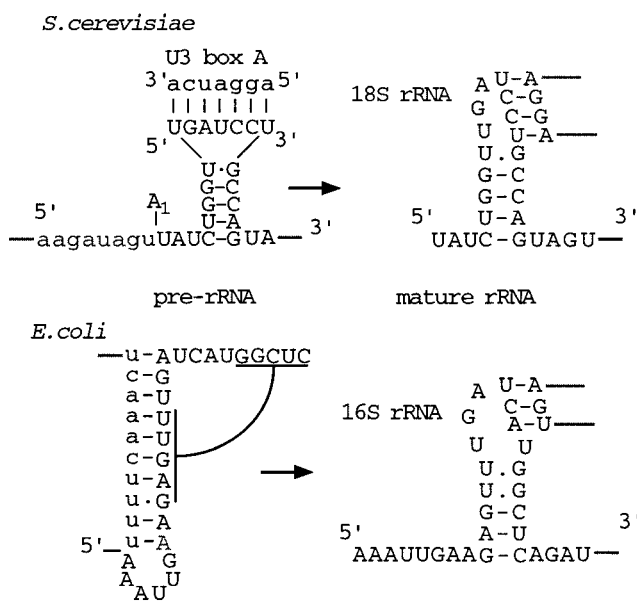 S.cerevisiae
U3 box A
3'acuagga5'
UGAUCCU
5' 3'
U·G
G-C
G-C
U-A
A1
5' 3'
aagauaguUAUC-GUA
18S rRNA
A U-A
G C-G
U C-G
U U-A
U·G
G-C
G-C
U-A
5' 3'
UAUC-GUAGU
pre-rRNA mature rRNA
E.coli
u-AUCAUGGCUC
c-G
a-U
a-U
a-U
c-G
u-A
u·G
u-A
u-A
5'
A G
A U
A U
A U
16S rRNA
A U-A
G C-G
U A-U
U U
U·G
U·G
G-C
A-U
5' 3'
AAAUUGAAG-CAGAU